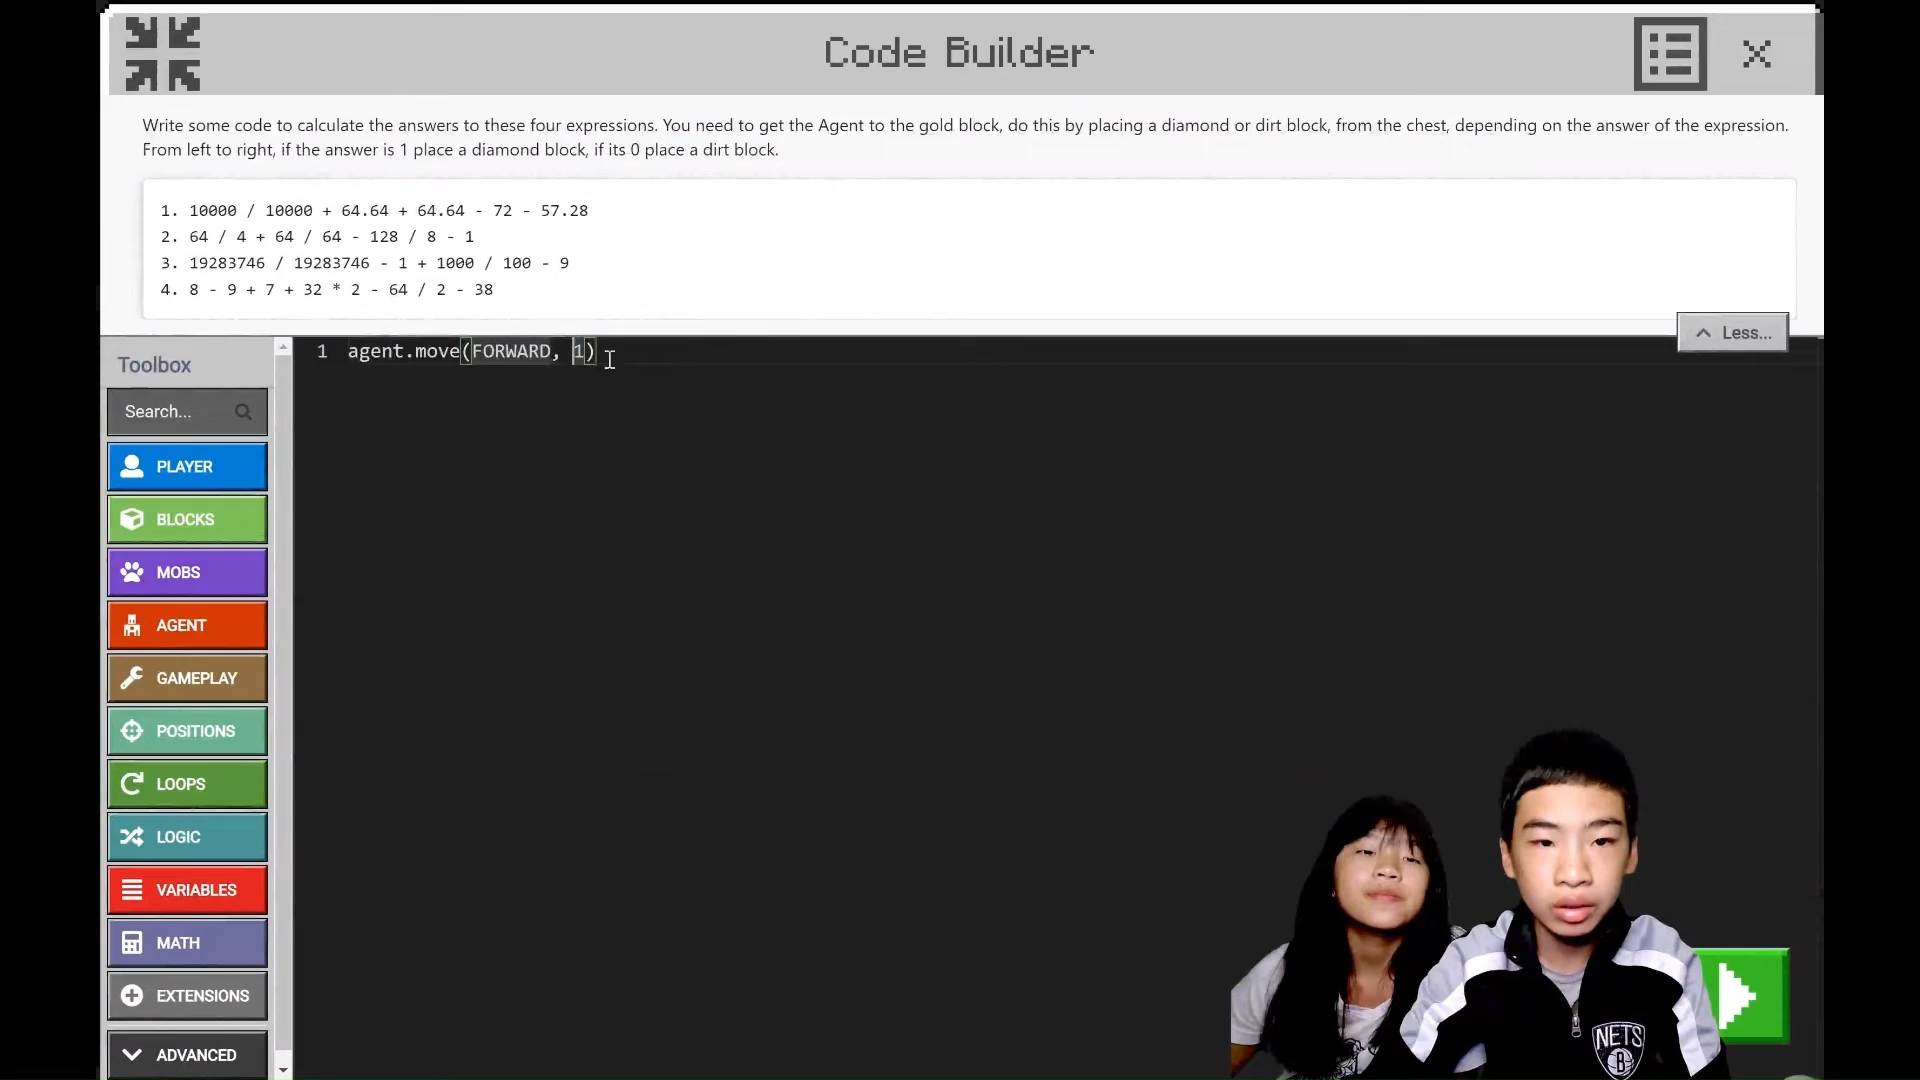 Code Builder
Write some code to calculate the answers to these four expressions. You need to get the Agent to the gold block, do this by placing a diamond or dirt block, from the chest, depending on the answer of the expression.
From left to right, if the answer is 1 place a diamond block, if its 0 place a dirt block.
1. 10000 / 10000 + 64.64 + 64.64 - 72 - 57.28
2. 64 / 4 + 64 / 64 - 128 / 8 - 1
3. 19283746 / 19283746 - 1 + 1000 / 100 - 9
4. 8 - 9 + 7 + 32 * 2 - 64 / 2 - 38
Less...
Toolbox
1 agent.move(FORWARD, 1)
Search...
PLAYER
BLOCKS
MOBS
AGENT
GAMEPLAY
POSITIONS
LOOPS
LOGIC
VARIABLES
MATH
EXTENSIONS
ADVANCED
NETS
B